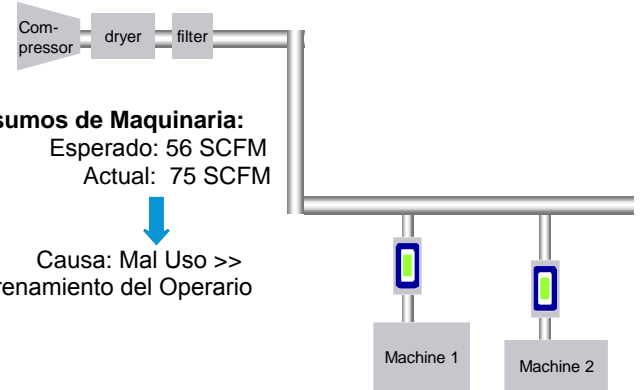 Com-
pressor
dryer
filter
sumos de Maquinaria:
Esperado: 56 SCFM
Actual: 75 SCFM
Causa: Mal Uso >>
renamiento del Operario
Machine 1
Machine 2